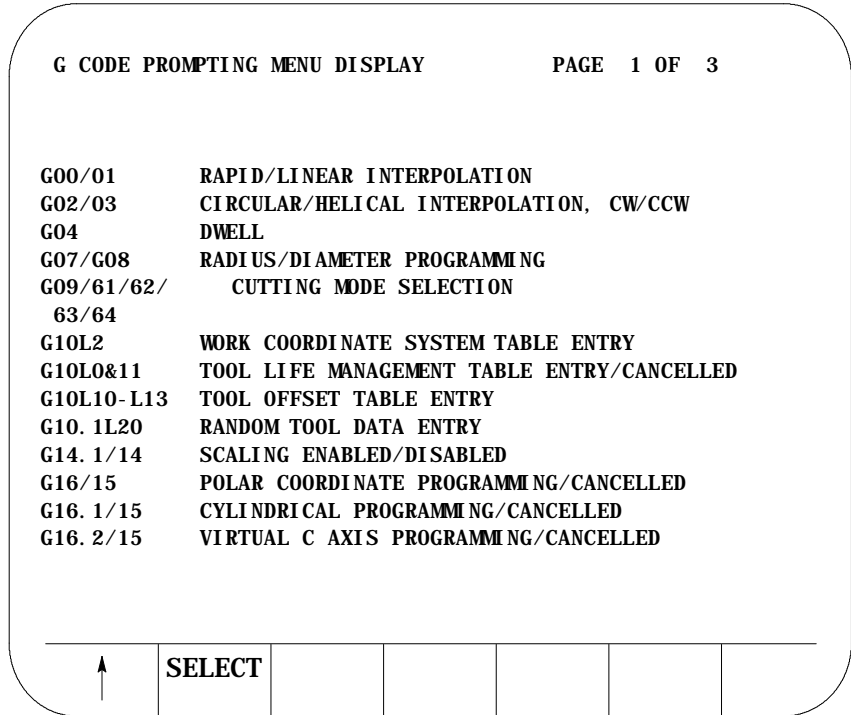 G CODE PROMPTING MENU DISPLAY PAGE 1 OF 3
G00/01 RAPID/LINEAR INTERPOLATION
G02/03 CIRCULAR/HELICAL INTERPOLATION, CW/CCW
G04 DWELL
G07/G08 RADIUS/DIAMETER PROGRAMMING
G09/61/62/ CUTTING MODE SELECTION
63/64
G10L2 WORK COORDINATE SYSTEM TABLE ENTRY
G10L0&11 TOOL LIFE MANAGEMENT TABLE ENTRY/CANCELLED
G10L10-L13 TOOL OFFSET TABLE ENTRY
G10.1L20 RANDOM TOOL DATA ENTRY
G14.1/14 SCALING ENABLED/DISABLED
G16/15 POLAR COORDINATE PROGRAMMING/CANCELLED
G16.1/15 CYLINDRICAL PROGRAMMING/CANCELLED
G16.2/15 VIRTUAL C AXIS PROGRAMMING/CANCELLED
SELECT